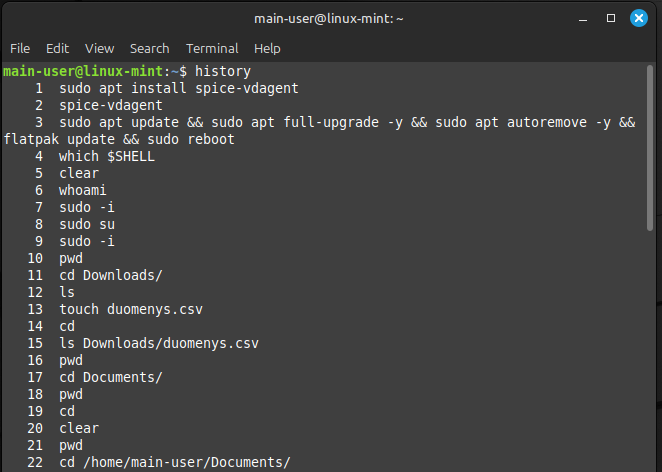 main-user@linux-mint: ~
File Edit View Search Terminal Help
main-user@linux-mint:~$ history
1 sudo apt install spice-vdagent
2 spice-vdagent
3 sudo apt update && sudo apt full-upgrade -y && sudo apt autoremove -y &&
flatpak update && sudo reboot
4 which $SHELL
5 clear
6 whoami
7 sudo -i
8 sudo su
9 sudo -i
10 pwd
11 cd Downloads/
12 ls
13 touch duomenys.csv
14 cd
15 ls Downloads/duomenys.csv
16 pwd
17 cd Documents/
18 pwd
19 cd
20 clear
21 pwd
22 cd /home/main-user/Documents/